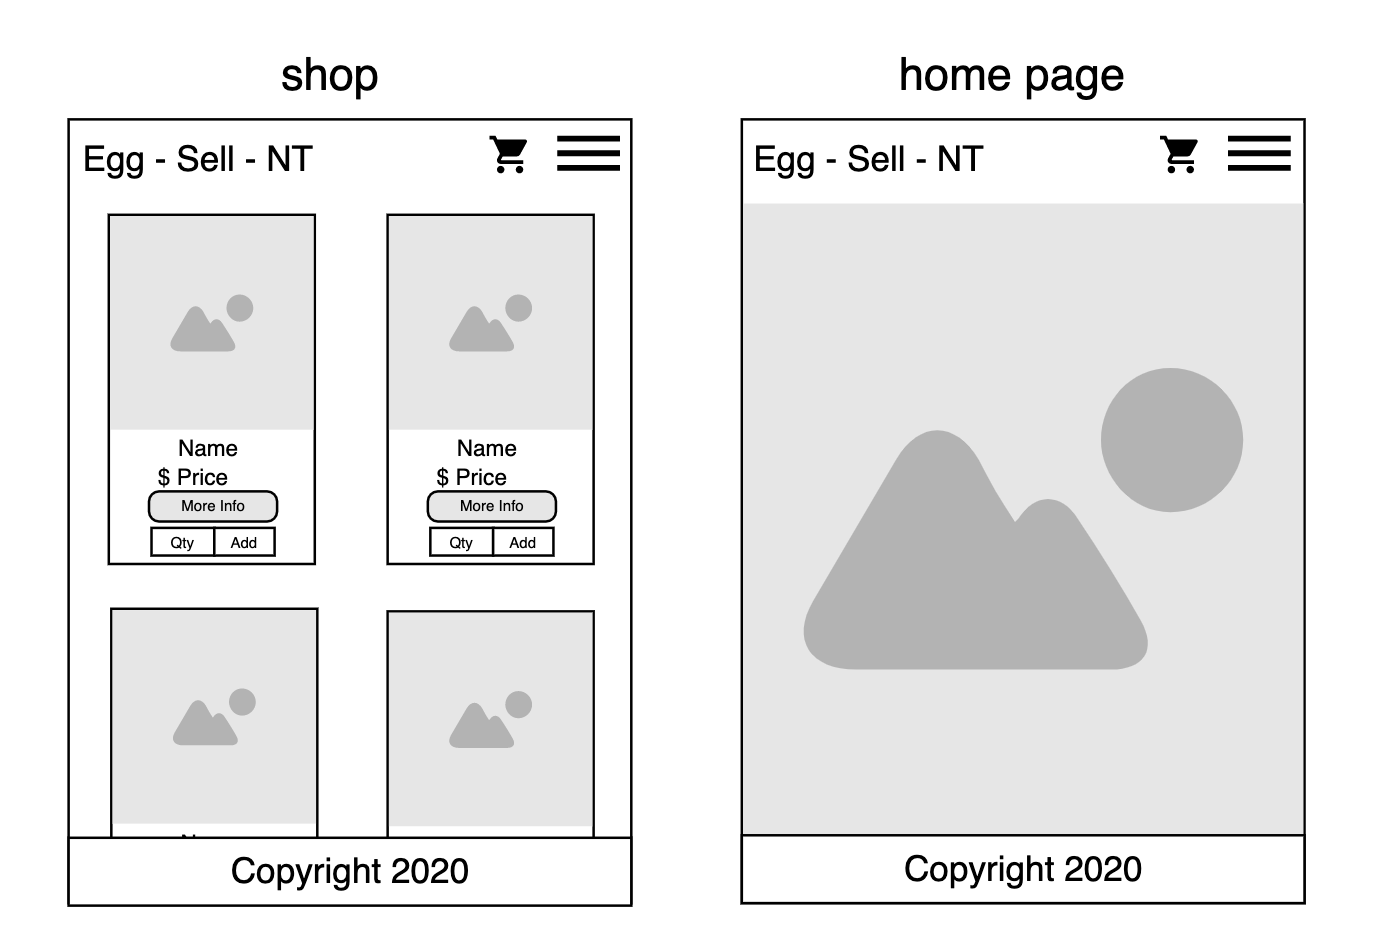 shop
Egg - Sell - NT
Name
$ Price
More Info
Qty
Add
Name
$ Price
More Info
Qty
Add
Copyright 2020
home page
Egg - Sell - NT
Copyright 2020